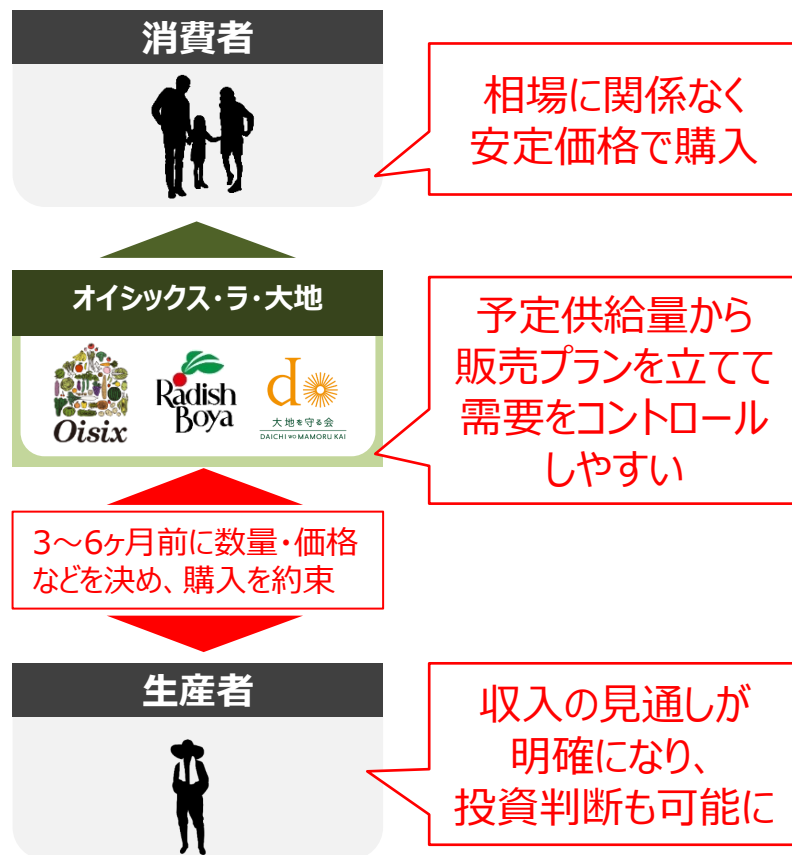 消費者
相場に関係なく
安定価格で購入
オイシックス・ラ・大地
Oisix
Radish
Boya
do
大地を守る会
DAICHI WO MAMORU KAI
予定供給量から
販売プランを立てて
需要をコントロール
しやすい
3～6ヶ月前に数量・価格
などを決め、購入を約束
生産者
収入の見通しが
明確になり、
投資判断も可能に